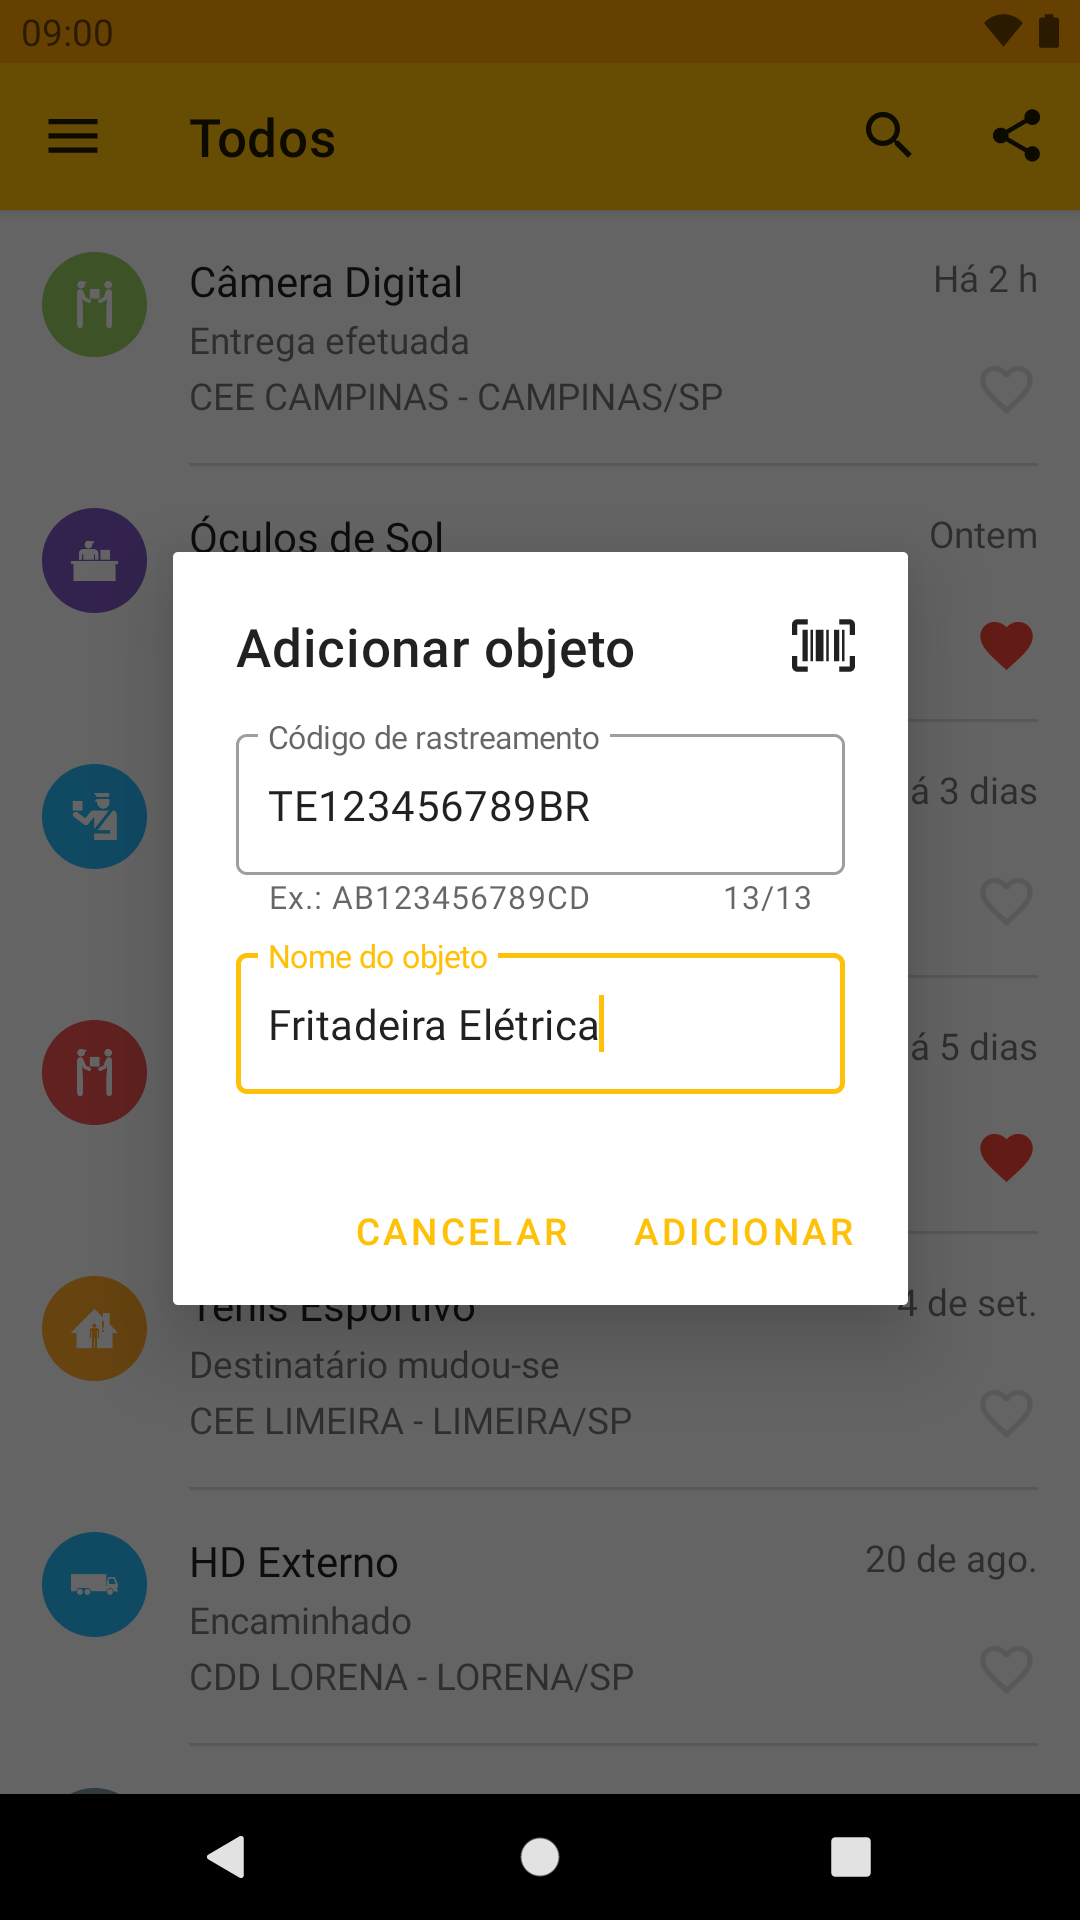 09:00
Todos
Câmera Digital
Há 2 h
Entrega efetuada
CEE CAMPINAS - CAMPINAS/SP
Óculos de Sol
Ontem
Adicionar objeto
Código de rastreamento
TE123456789BR
á 3 dias
Ex.: AB123456789CD
13/13
Nome do objeto
Fritadeira Elétrica
á 5 dias
CANCELAR
ADICIONAR
Tênis Esportivo
4 de set.
Destinatário mudou-se
CEE LIMEIRA - LIMEIRA/SP
HD Externo
20 de ago.
Encaminhado
CDD LORENA - LORENA/SP